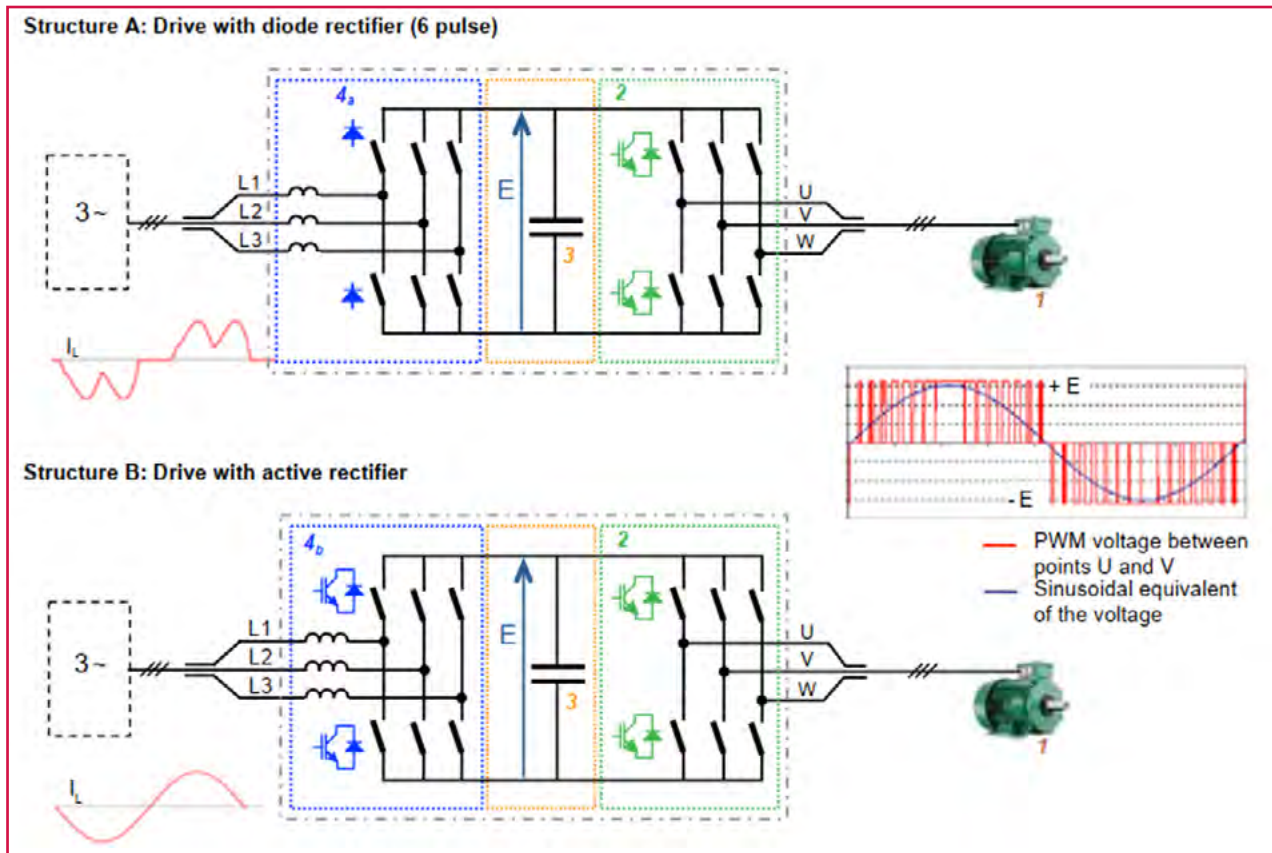 Structure A: Drive with diode rectifier (6 pulse)
4a
2
3~
L1
L2
L3
E
3
U
V
W
1
IL
+ E
- E
PWM voltage between
points U and V
Sinusoidal equivalent
of the voltage
Structure B: Drive with active rectifier
4b
2
3~
L1
L2
L3
E
3
U
V
W
1
IL